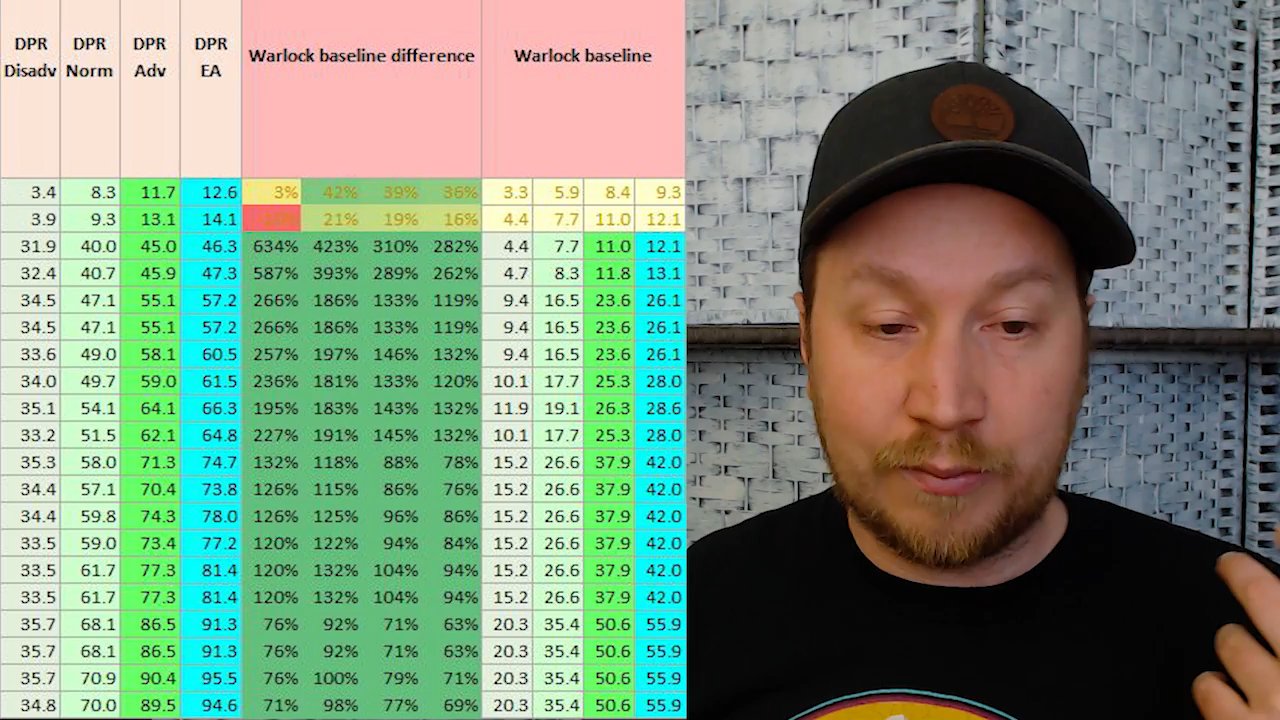 DPR Disadv DPR Norm DPR Adv DPR EA Warlock baseline difference Warlock baseline
3.4 8.3 11.7 12.6 3% 42% 39% 36% 3.3 5.9 8.4 9.3
3.9 9.3 13.1 14.1 21% 19% 16% 4.4 7.7 11.0 12.1
31.9 40.0 45.0 46.3 634% 423% 310% 282% 4.4 7.7 11.0 12.1
32.4 40.7 45.9 47.3 587% 393% 289% 262% 4.7 8.3 11.8 13.1
34.5 47.1 55.1 57.2 266% 186% 133% 119% 9.4 16.5 23.6 26.1
34.5 47.1 55.1 57.2 266% 186% 133% 119% 9.4 16.5 23.6 26.1
33.6 49.0 58.1 60.5 257% 197% 146% 132% 9.4 16.5 23.6 26.1
34.0 49.7 59.0 61.5 236% 181% 133% 120% 10.1 17.7 25.3 28.0
35.1 54.1 64.1 66.3 195% 183% 143% 132% 11.9 19.1 26.3 28.6
33.2 51.5 62.1 64.8 227% 191% 145% 132% 10.1 17.7 25.3 28.0
35.3 58.0 71.3 74.7 132% 118% 88% 78% 15.2 26.6 37.9 42.0
34.4 57.1 70.4 73.8 126% 115% 86% 76% 15.2 26.6 37.9 42.0
34.4 59.8 74.3 78.0 126% 125% 96% 86% 15.2 26.6 37.9 42.0
33.5 59.0 73.4 77.2 120% 122% 94% 84% 15.2 26.6 37.9 42.0
33.5 61.7 77.3 81.4 120% 132% 104% 94% 15.2 26.6 37.9 42.0
33.5 61.7 77.3 81.4 120% 132% 104% 94% 15.2 26.6 37.9 42.0
35.7 68.1 86.5 91.3 76% 92% 71% 63% 20.3 35.4 50.6 55.9
35.7 68.1 86.5 91.3 76% 92% 71% 63% 20.3 35.4 50.6 55.9
35.7 70.9 90.4 95.5 76% 100% 79% 71% 20.3 35.4 50.6 55.9
34.8 70.0 89.5 94.6 71% 98% 77% 69% 20.3 35.4 50.6 55.9